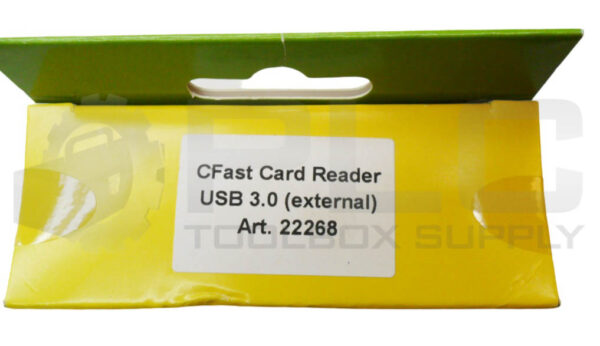 CFast Card Reader
USB 3.0 (external)
Art. 22268
PLC
TOOLBOX SUPPLY